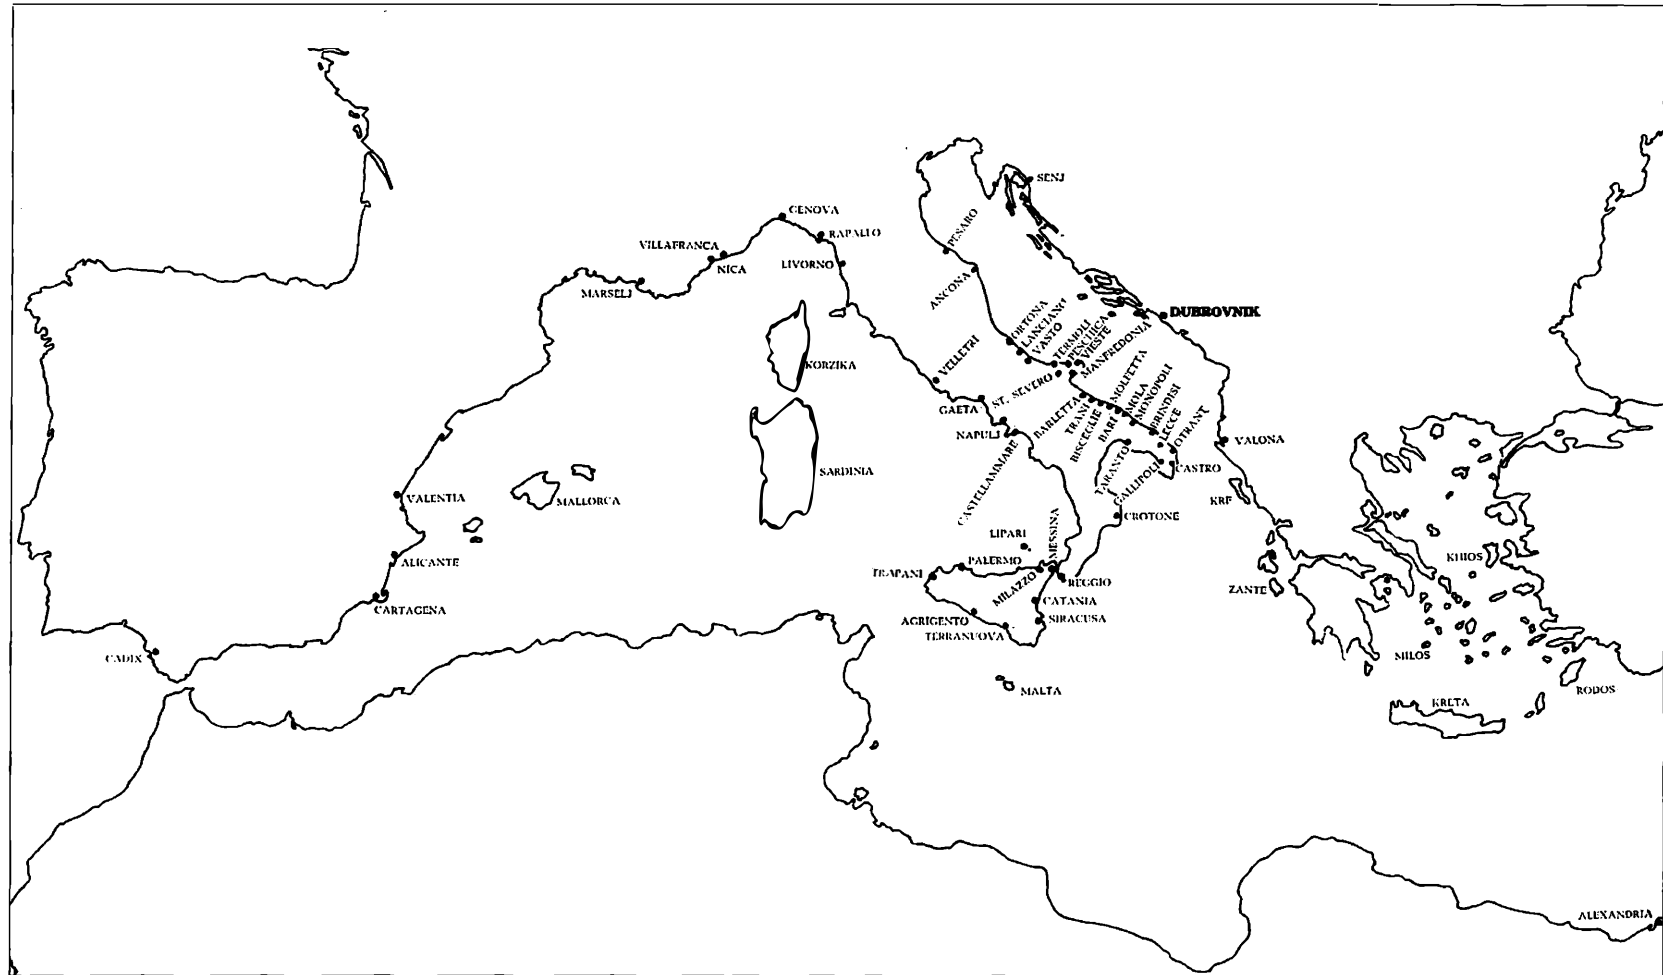 SENJ
GENOVA
RAPALLO
PESARO
VILLAFRANCA
NICA
LIVORNO
MARSELJ
ANCONA
ORTONA
LANCIANO
VASTO
TERMOLI
PESCHICA
VIESTE
MANFREDONIA
DUBROVNIK
VELLETRI
KORZIKA
ST. SEVERO
GAETA
NAPULJ
CASTELLAMMARE
BARLETTA
TRANI
BISCEGLIE
MOLFETTA
BARI
MOLA
MONOPOLI
BRINDISI
LECCE
OTRANT
TARANTO
GALLIPOLI
CASTRO
VALONA
SARDINIA
VALENTIA
MALLORCA
KRF
CROTONE
LIPARI
MESSINA
ALICANTE
PALERMO
TRAPANI
MILAZZO
REGGIO
KHIOS
ZANTE
CARTAGENA
CATANIA
AGRIGENTO
SIRACUSA
TERRANUOVA
CADIX
MILOS
MALTA
RODOS
KRETA
ALEXANDRIA